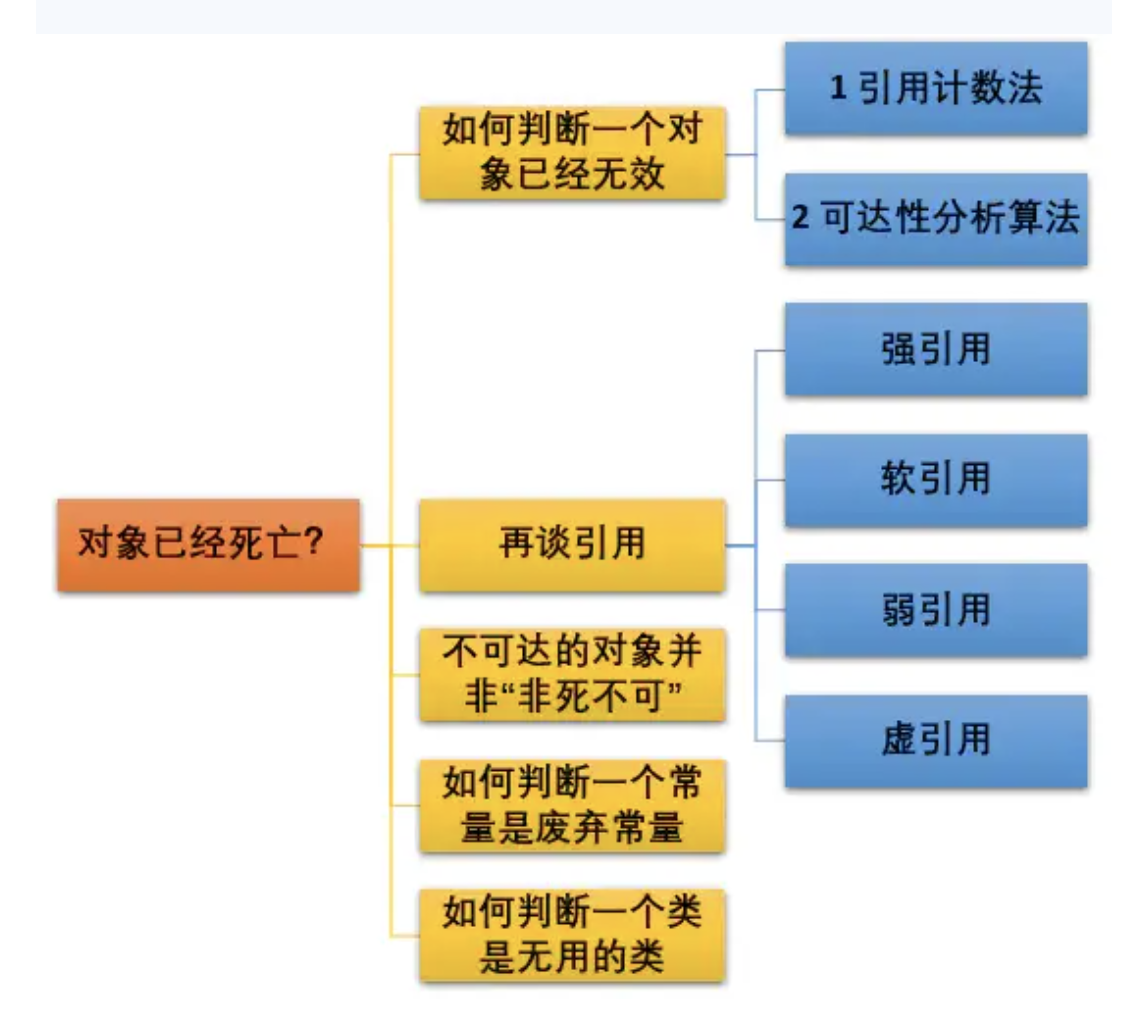 对象已经死亡？
如何判断一个对
象已经无效
1 引用计数法
2 可达性分析算法
再谈引用
强引用
软引用
弱引用
虚引用
不可达的对象并
非“非死不可”
如何判断一个常
量是废弃常量
如何判断一个类
是无用的类